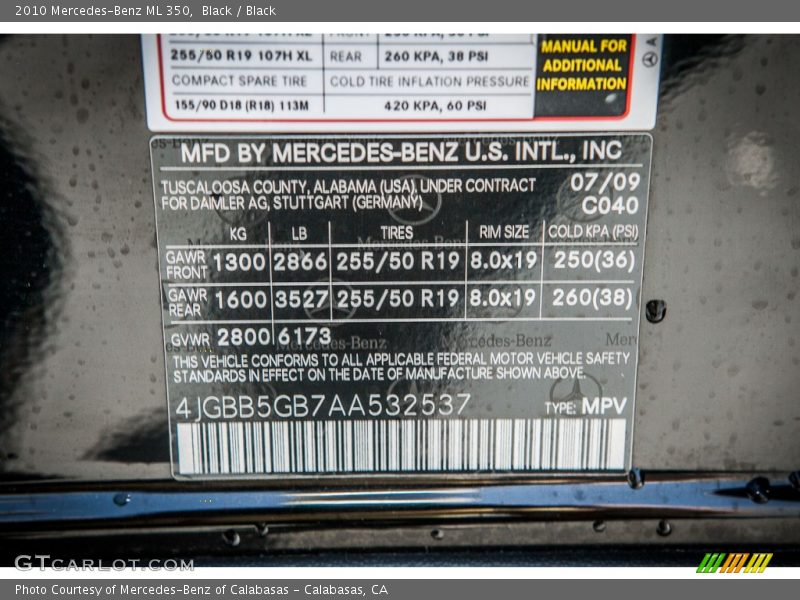 2010 Mercedes-Benz ML 350, Black / Black
255/50 R19 107H XL REAR 260 KPA, 38 PSI
COMPACT SPARE TIRE COLD TIRE INFLATION PRESSURE
155/90 D18 (R18) 113M 420 KPA, 60 PSI
MANUAL FOR
ADDITIONAL
INFORMATION
MFD BY MERCEDES-BENZ U.S. INTL., INC
TUSCALOOSA COUNTY, ALABAMA (USA), UNDER CONTRACT 07/09
FOR DAIMLER AG, STUTTGART (GERMANY) C040
KG LB TIRES RIM SIZE COLD KPA (PSI)
GAWR FRONT 1300 2866 255/50 R19 8.0x19 250(36)
GAWR REAR 1600 3527 255/50 R19 8.0x19 260(38)
GVWR 2800 6173
THIS VEHICLE CONFORMS TO ALL APPLICABLE FEDERAL MOTOR VEHICLE SAFETY
STANDARDS IN EFFECT ON THE DATE OF MANUFACTURE SHOWN ABOVE.
4JGBB5GB7AA532537 TYPE: MPV
GTCARLOT.COM
Photo Courtesy of Mercedes-Benz of Calabasas - Calabasas, CA